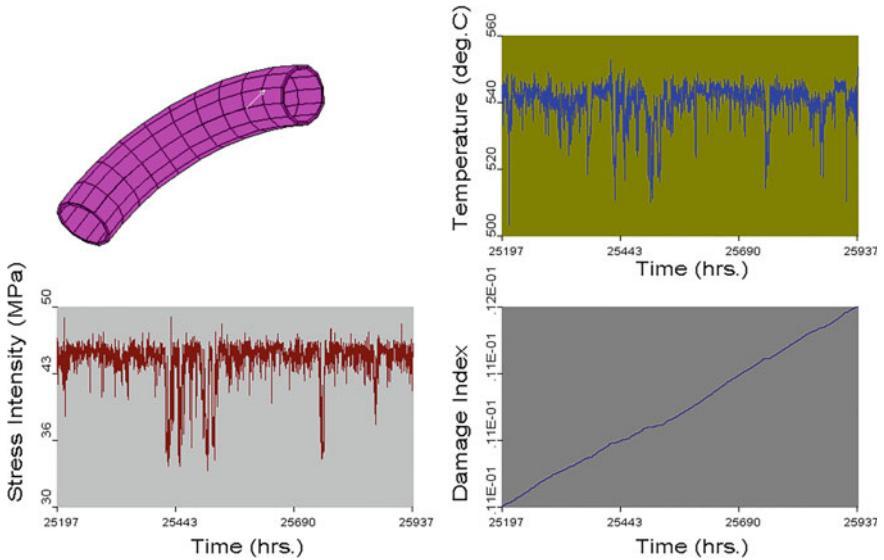 Temperature (deg.C)
560
540
520
500
25197 25443 25690 25937
Time (hrs.)
Stress Intensity (MPa)
50
43
36
30
25197 25443 25690 25937
Time (hrs.)
Damage Index
.12E-01
.11E-01
.11E-01
.11E-01
25197 25443 25690 25937
Time (hrs.)